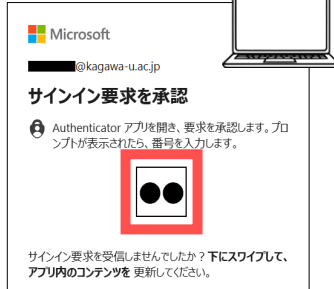 Microsoft
@kagawa-u.ac.jp
サインイン要求を承認
Authenticator アプリを開き、要求を承認します。プロ
ンプトが表示されたら、番号を入力します。
サインイン要求を受信しませんでしたか？下にスワイプして、
アプリ内のコンテンツを 更新してください。